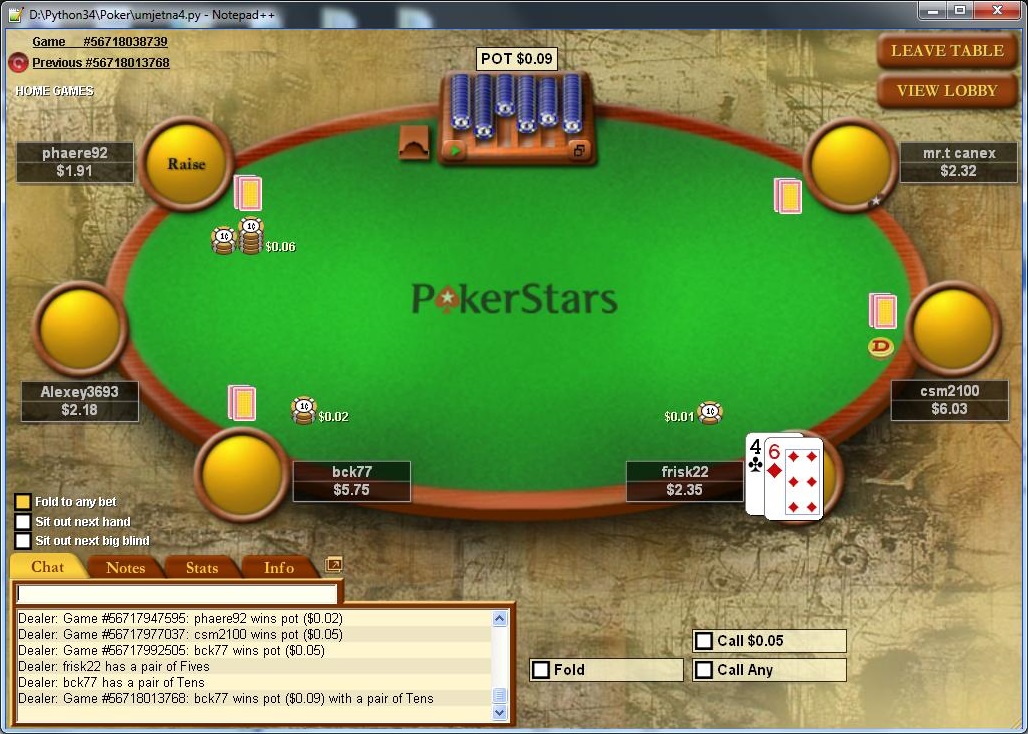 D:\Python34\Poker\umjetna4.py - Notepad++
Game #56718038739
Previous #56718013768
HOME GAMES
POT $0.09
LEAVE TABLE
VIEW LOBBY
phaere92
$1.91
Raise
mr.t canex
$2.32
1¢
1¢
$0.06
PokerStars
D
Alexey3693
$2.18
csm2100
$6.03
1¢
$0.02
$0.01
1¢
bck77
$5.75
frisk22
$2.35
4
6
Fold to any bet
Sit out next hand
Sit out next big blind
Chat Notes Stats Info
Dealer: Game #56717947595: phaere92 wins pot ($0.02)
Dealer: Game #56717977037: csm2100 wins pot ($0.05)
Dealer: Game #56717992505: bck77 wins pot ($0.05)
Dealer: frisk22 has a pair of Fives
Dealer: bck77 has a pair of Tens
Dealer: Game #56718013768: bck77 wins pot ($0.09) with a pair of Tens
Call $0.05
Fold
Call Any